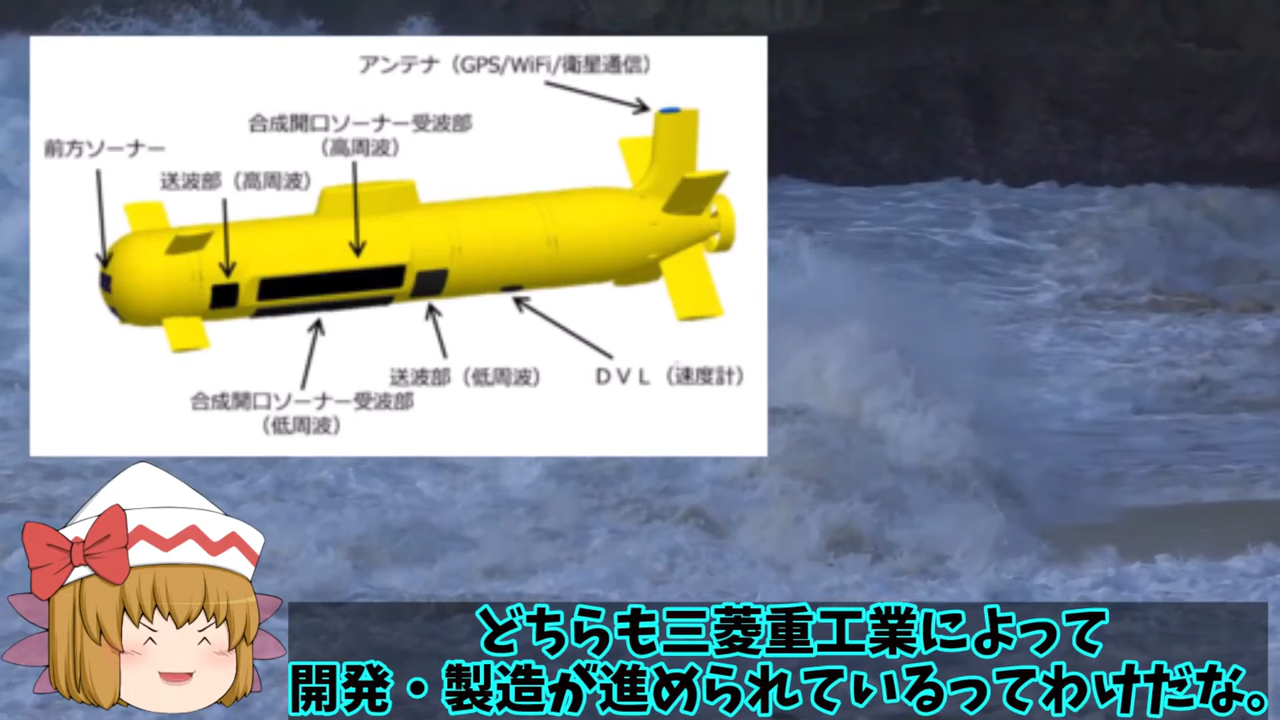 アンテナ（GPS/WiFi/衛星通信）
合成開口ソーナー受波部
（高周波）
前方ソーナー
送波部（高周波）
送波部（低周波）
DVL（速度計）
合成開口ソーナー受波部
（低周波）
どちらも三菱重工業によって
開発・製造が進められているってわけだな。